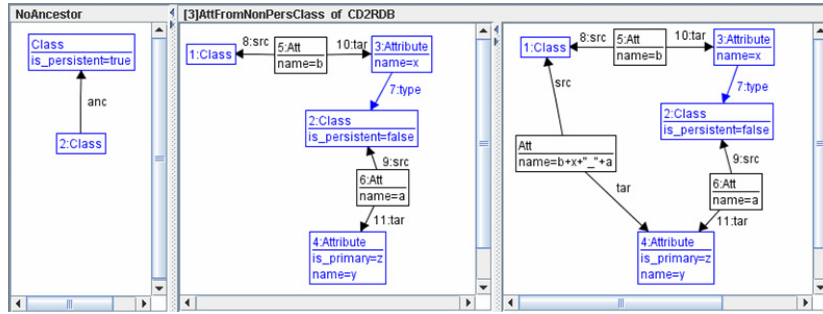 NoAncestor
Class
is_persistent=true
anc
2:Class
[3]AttFromNonPersClass of CD2RDB
1:Class
8:src
5:Att
name=b
10:tar
3:Attribute
name=x
7:type
2:Class
is_persistent=false
9:src
6:Att
name=a
11:tar
4:Attribute
is_primary=z
name=y
1:Class
8:src
5:Att
name=b
10:tar
3:Attribute
name=x
src
7:type
2:Class
is_persistent=false
Att
name=b+x+"_"+a
9:src
tar
6:Att
name=a
11:tar
4:Attribute
is_primary=z
name=y